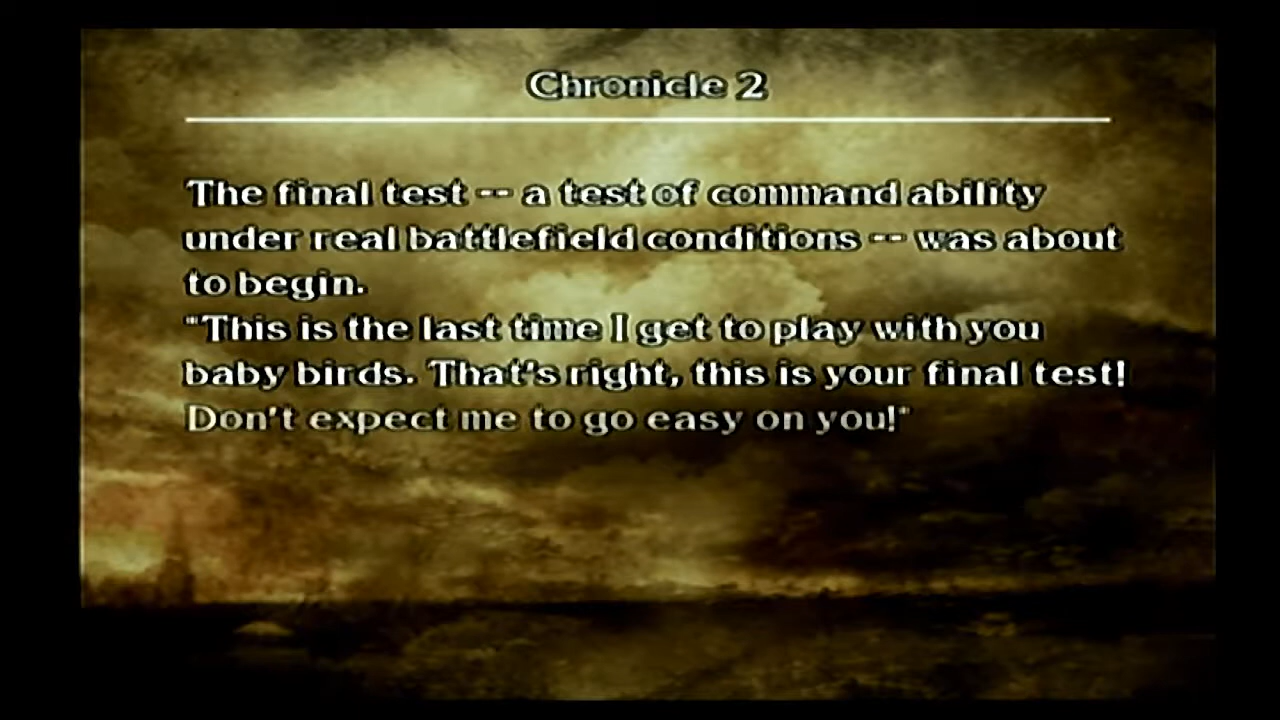 Chronicle 2
The final test -- a test of command ability
under real battlefield conditions -- was about
to begin.
"This is the last time I get to play with you
baby birds. That's right, this is your final test!
Don't expect me to go easy on you!"